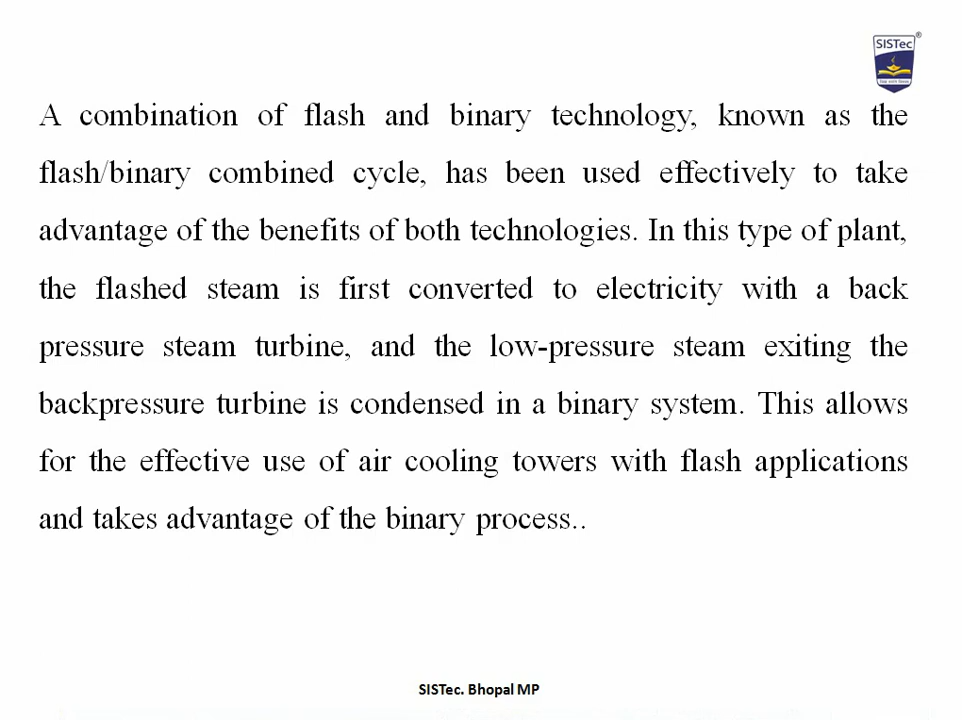 SISTec
®
A combination of flash and binary technology, known as the
flash/binary combined cycle, has been used effectively to take
advantage of the benefits of both technologies. In this type of plant,
the flashed steam is first converted to electricity with a back
pressure steam turbine, and the low-pressure steam exiting the
backpressure turbine is condensed in a binary system. This allows
for the effective use of air cooling towers with flash applications
and takes advantage of the binary process..
SISTec. Bhopal MP